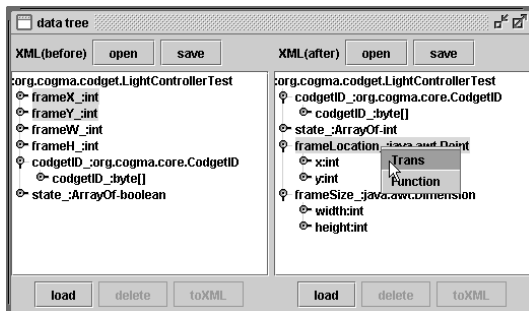 data tree
XML(before) open save
:org.cogma.codget.LightControllerTest
frameX_:int
frameY_:int
frameW_:int
frameH_:int
codgetID_:org.cogma.core.CodgetID
codgetID_:byte[]
state_:ArrayOf-boolean
load delete toXML
XML(after) open save
:org.cogma.codget.LightControllerTest
codgetID_:org.cogma.core.CodgetID
codgetID_:byte[]
state_:ArrayOf-int
frameLocation_:java.awt.Point
x:int
y:int
Trans
Function
frameSize_:java.awt.Dimension
width:int
height:int
load delete toXML